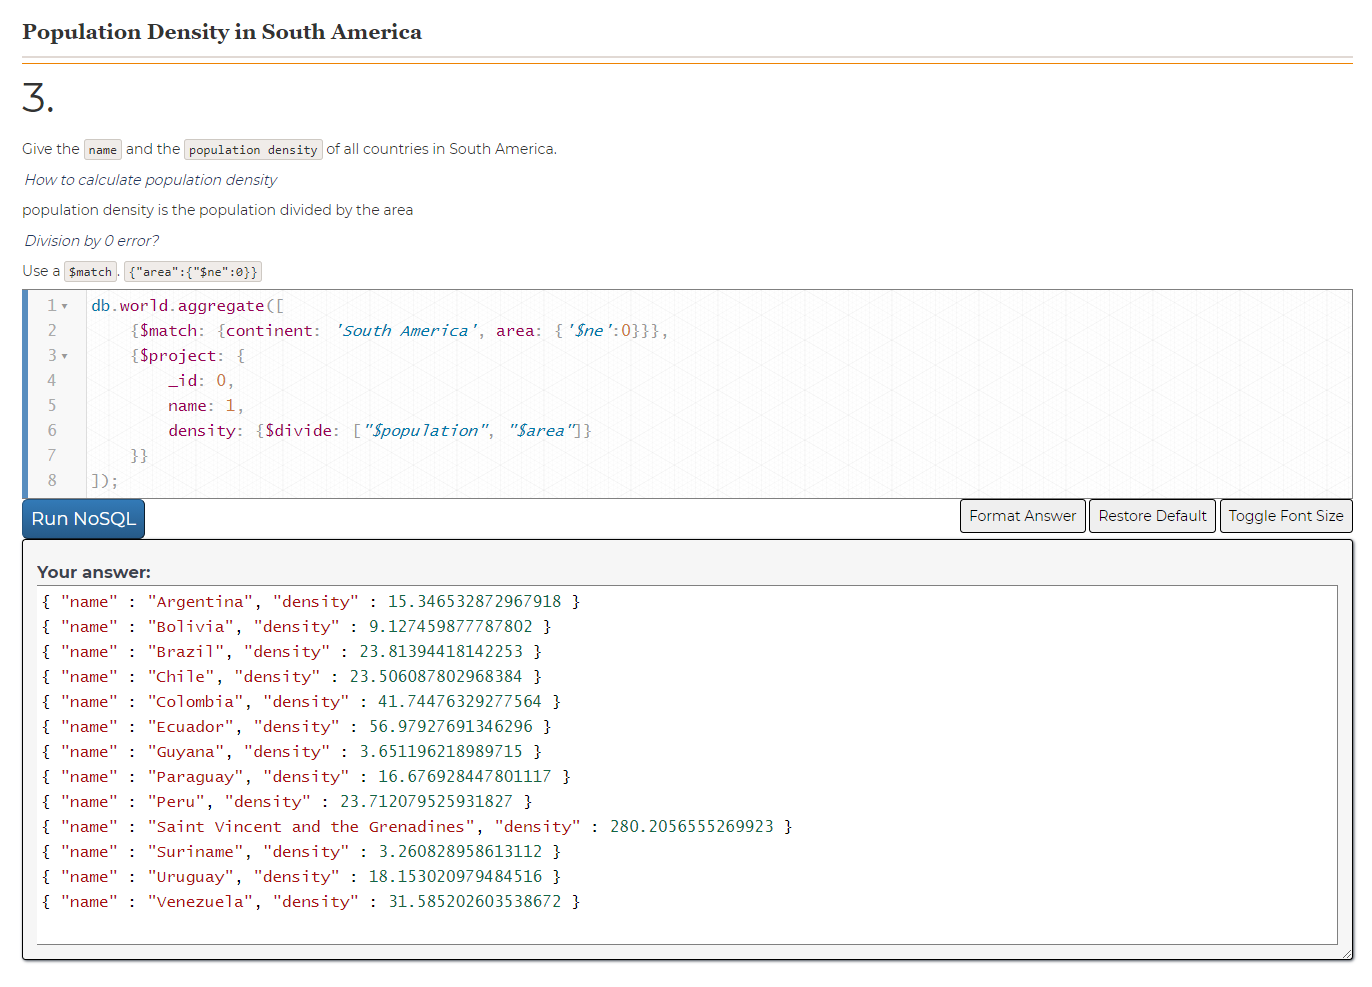 Population Density in South America
3.
Give the name and the population density of all countries in South America.
How to calculate population density
population density is the population divided by the area
Division by 0 error?
Use a $match. {"area":{"$ne":0}}
1 db.world.aggregate([
2 {$match: {continent: 'South America', area: {'$ne':0}}},
3 {$project: {
4 _id: 0,
5 name: 1,
6 density: {$divide: ["$population", "$area"]}
7 }}
8 ]);
Run NoSQL Format Answer Restore Default Toggle Font Size
Your answer:
{ "name" : "Argentina", "density" : 15.346532872967918 }
{ "name" : "Bolivia", "density" : 9.127459877787802 }
{ "name" : "Brazil", "density" : 23.81394418142253 }
{ "name" : "Chile", "density" : 23.506087802968384 }
{ "name" : "Colombia", "density" : 41.74476329277564 }
{ "name" : "Ecuador", "density" : 56.97927691346296 }
{ "name" : "Guyana", "density" : 3.651196218989715 }
{ "name" : "Paraguay", "density" : 16.676928447801117 }
{ "name" : "Peru", "density" : 23.712079525931827 }
{ "name" : "Saint Vincent and the Grenadines", "density" : 280.2056555269923 }
{ "name" : "Suriname", "density" : 3.260828958613112 }
{ "name" : "Uruguay", "density" : 18.153020979484516 }
{ "name" : "Venezuela", "density" : 31.585202603538672 }